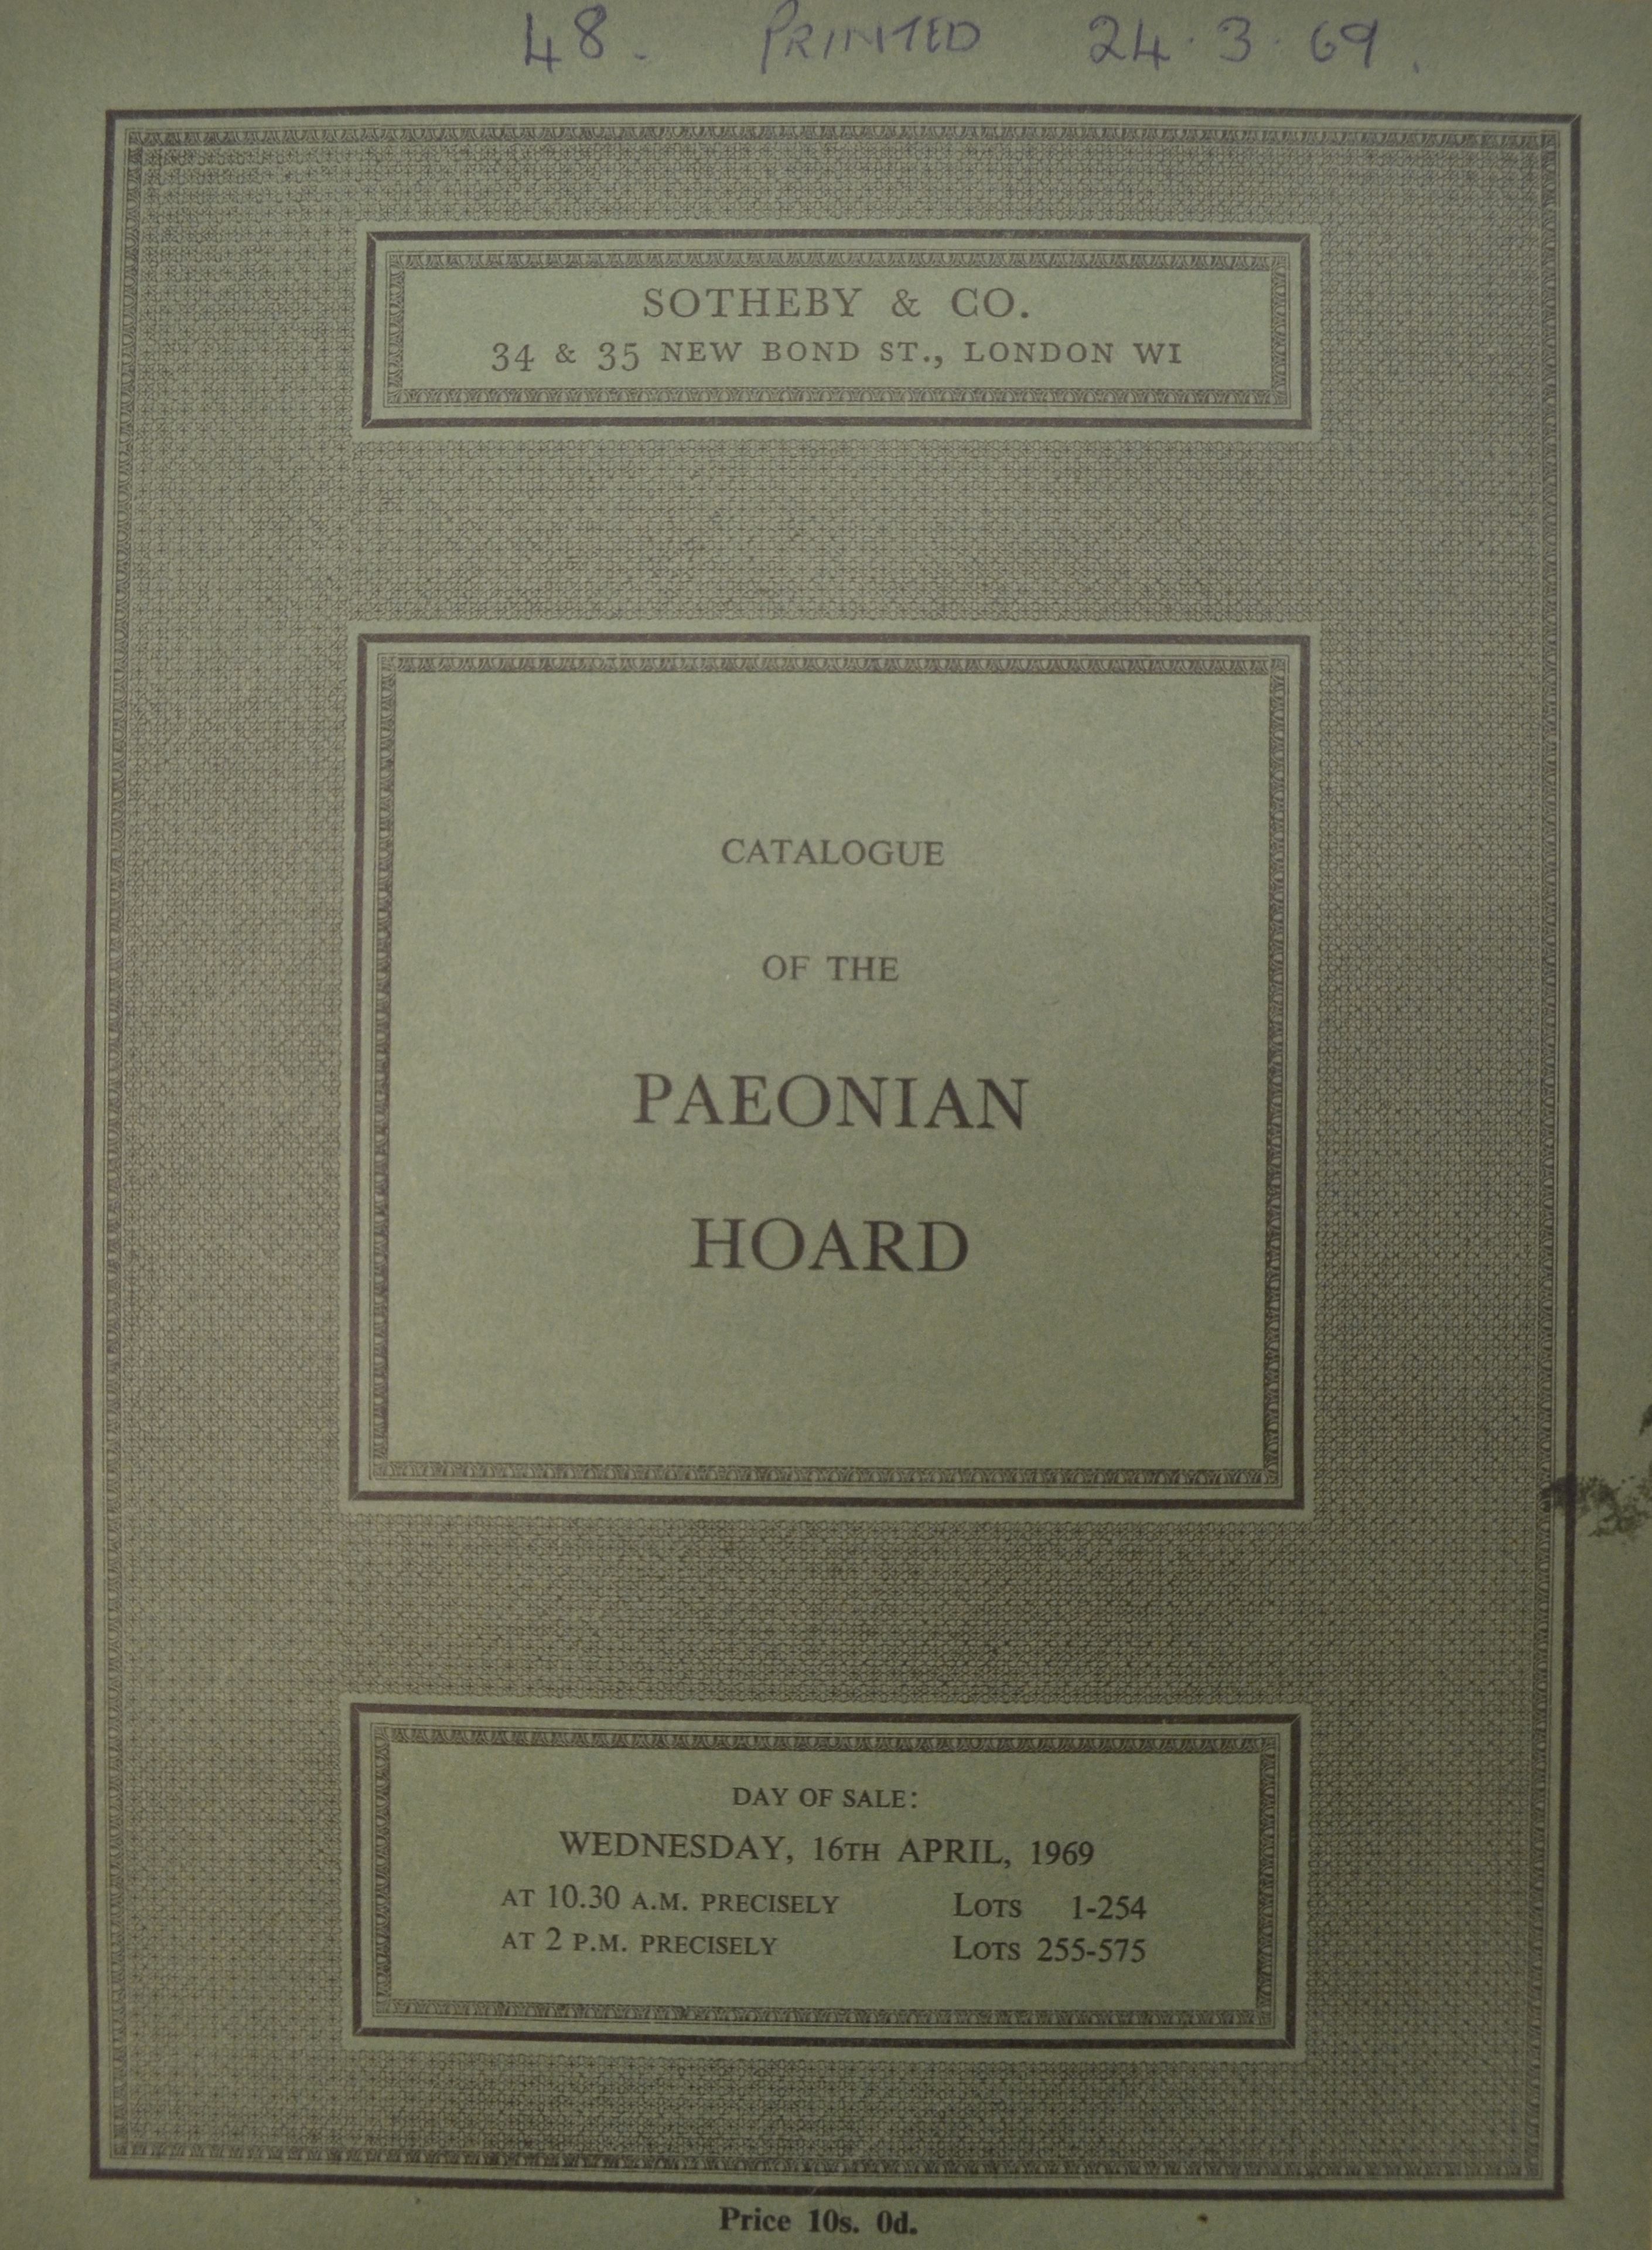 48. PRINTED 24.3.69.
SOTHEBY & CO.
34 & 35 NEW BOND ST., LONDON WI
CATALOGUE
OF THE
PAEONIAN
HOARD
DAY OF SALE:
WEDNESDAY, 16TH APRIL, 1969
AT 10.30 A.M. PRECISELY LOTS 1-254
AT 2 P.M. PRECISELY LOTS 255-575
Price 10s. 0d.